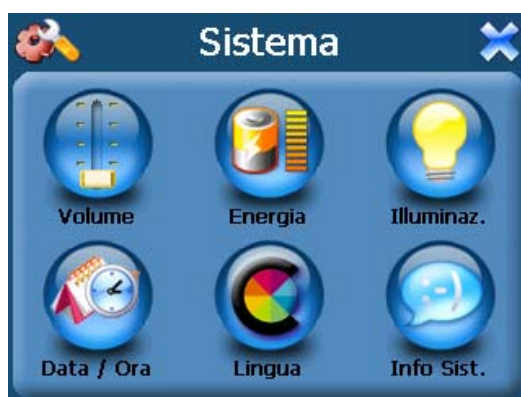 Sistema
Volume
Energia
Illuminaz.
Data / Ora
Lingua
Info Sist.